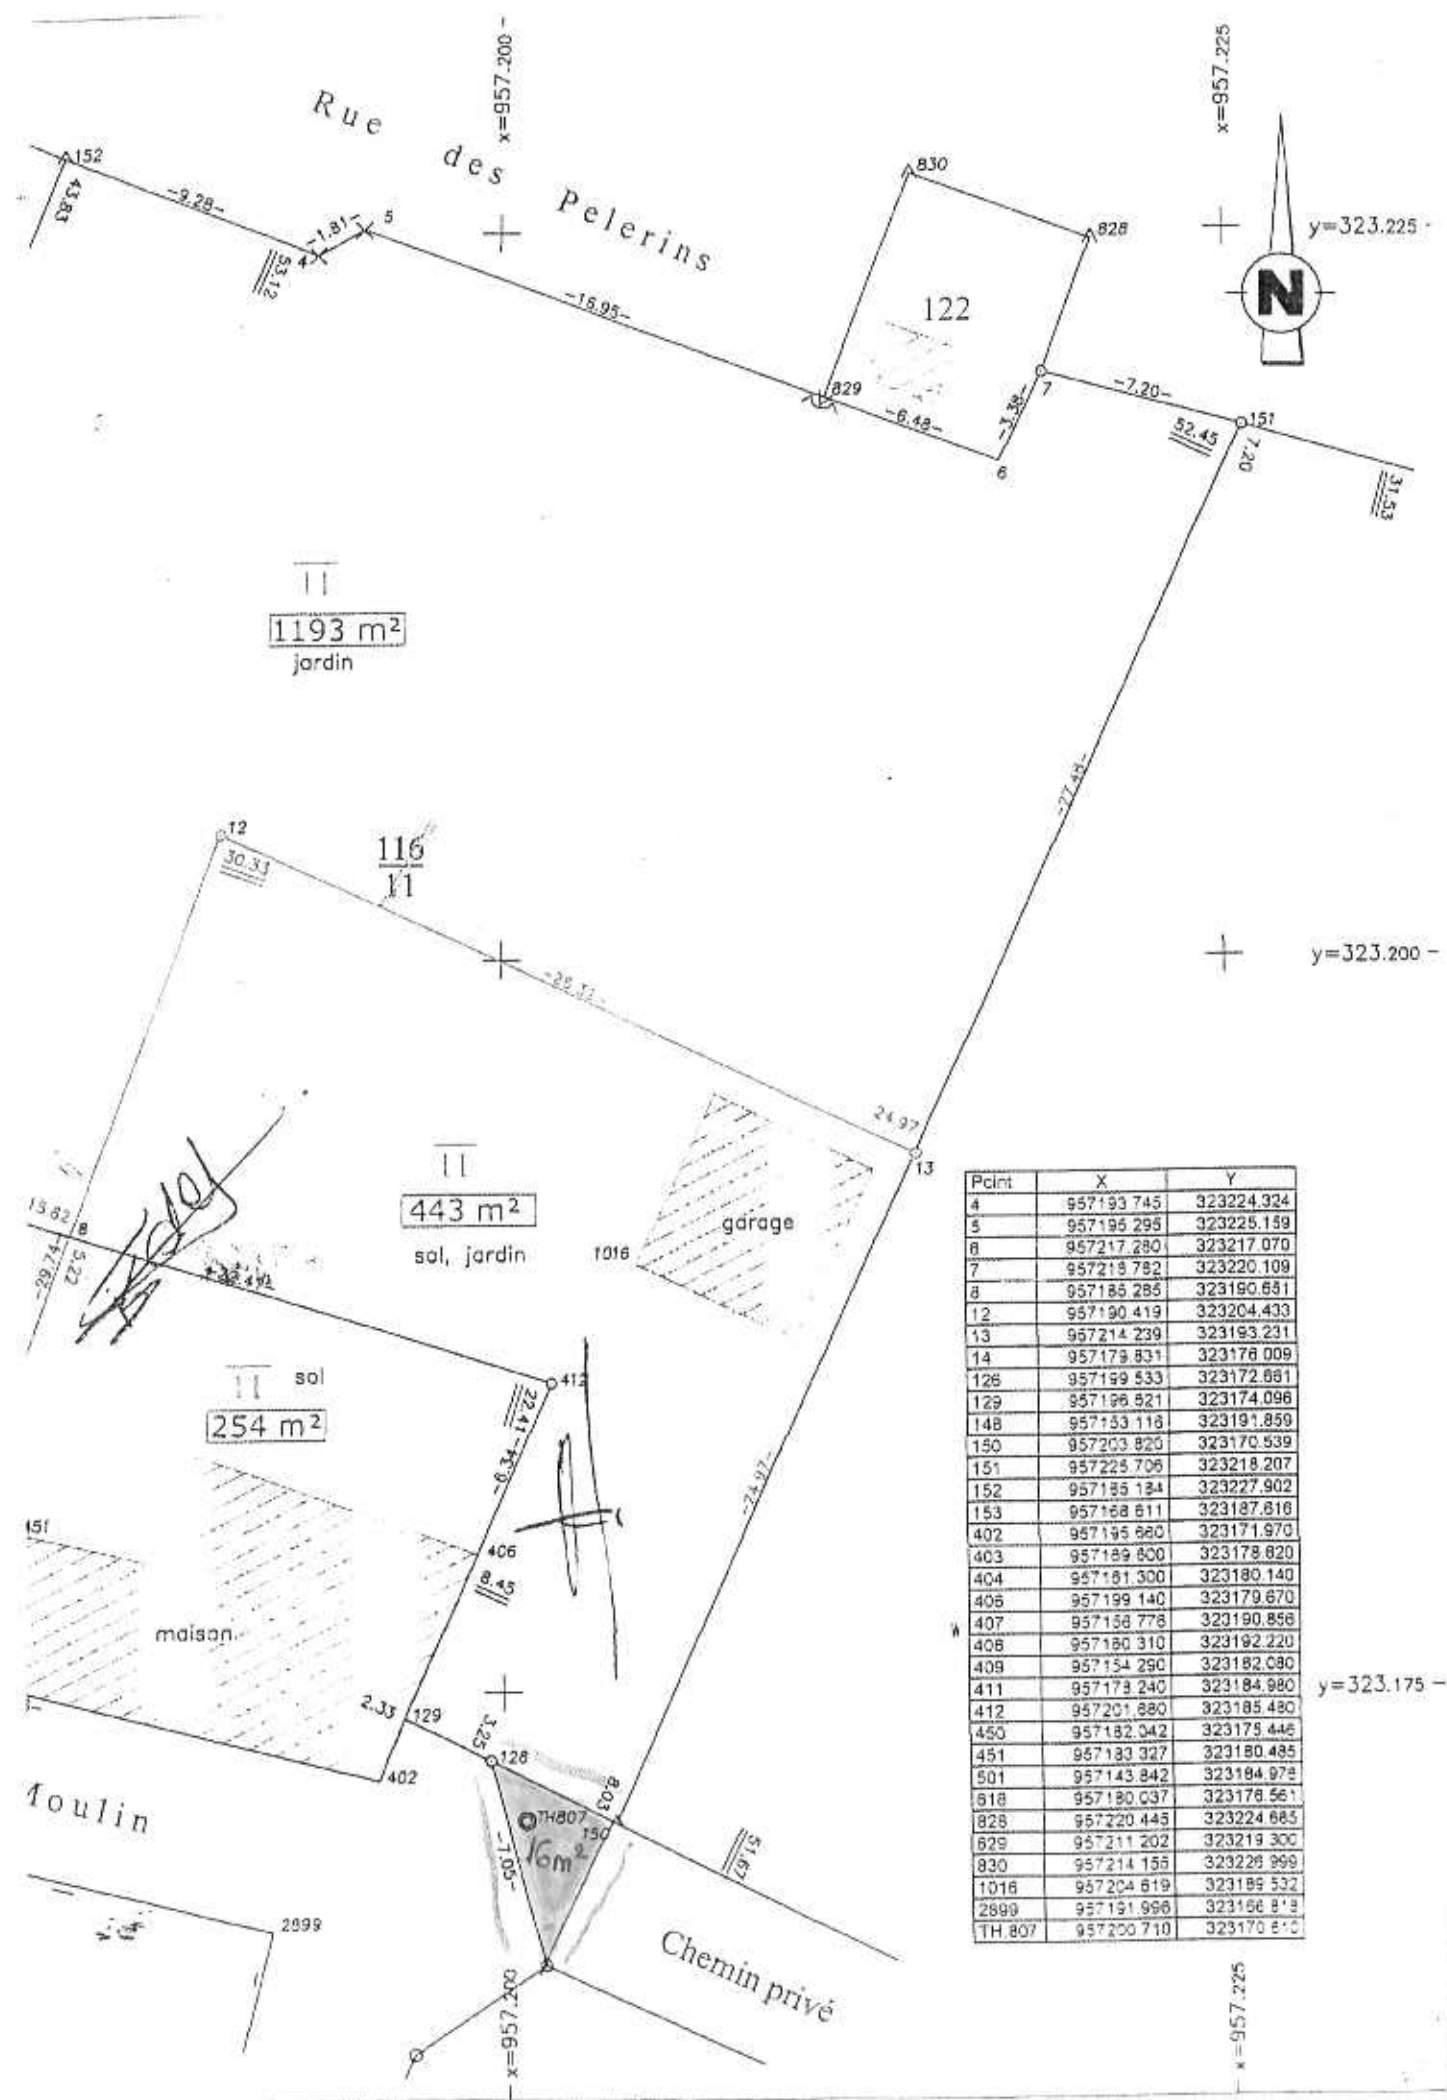 x=957.200 -
x=957.225
Rue des Pelerins
152
43.83
-9.28-
-1.81-
5
4
53.12
-16.95-
830
828
y=323.225 -
N
122
829
-6.48-
-3.38-
7
6
-7.20-
151
52.45
7.20
31.53
11
1193 m²
jardin
-27.48-
12
30.33
116
11
y=323.200 -
24.97
13
11
443 m²
sol, jardin
1016
garage
15.62
8
5.22
412
11 sol
254 m²
22.41
-6.34-
406
8.45
451
maison
-24.97-
y=323.175 -
2.33
129
3.25
126
402
8.03
TH807
150
16m²
-7.05-
51.67
Moulin
2899
Chemin privé
x=957.200
x=957.225
Point X Y
4 957193.745 323224.324
5 957195.295 323225.159
6 957217.280 323217.070
7 957218.782 323220.109
8 957185.285 323190.651
12 957190.419 323204.433
13 957214.239 323193.231
14 957179.831 323176.009
126 957199.533 323172.661
129 957196.521 323174.096
148 957153.116 323191.859
150 957203.820 323170.539
151 957225.706 323218.207
152 957185.184 323227.902
153 957168.611 323187.616
402 957195.660 323171.970
403 957189.600 323178.620
404 957181.300 323180.140
406 957199.140 323179.670
407 957156.778 323190.856
408 957160.310 323192.220
409 957154.290 323182.080
411 957178.240 323184.980
412 957201.680 323185.480
450 957182.042 323175.446
451 957183.327 323180.485
501 957143.842 323184.978
618 957180.037 323176.561
828 957220.445 323224.665
829 957211.202 323219.300
830 957214.155 323226.999
1016 957204.619 323189.532
2899 957191.996 323166.818
TH.807 957200.710 323170.610